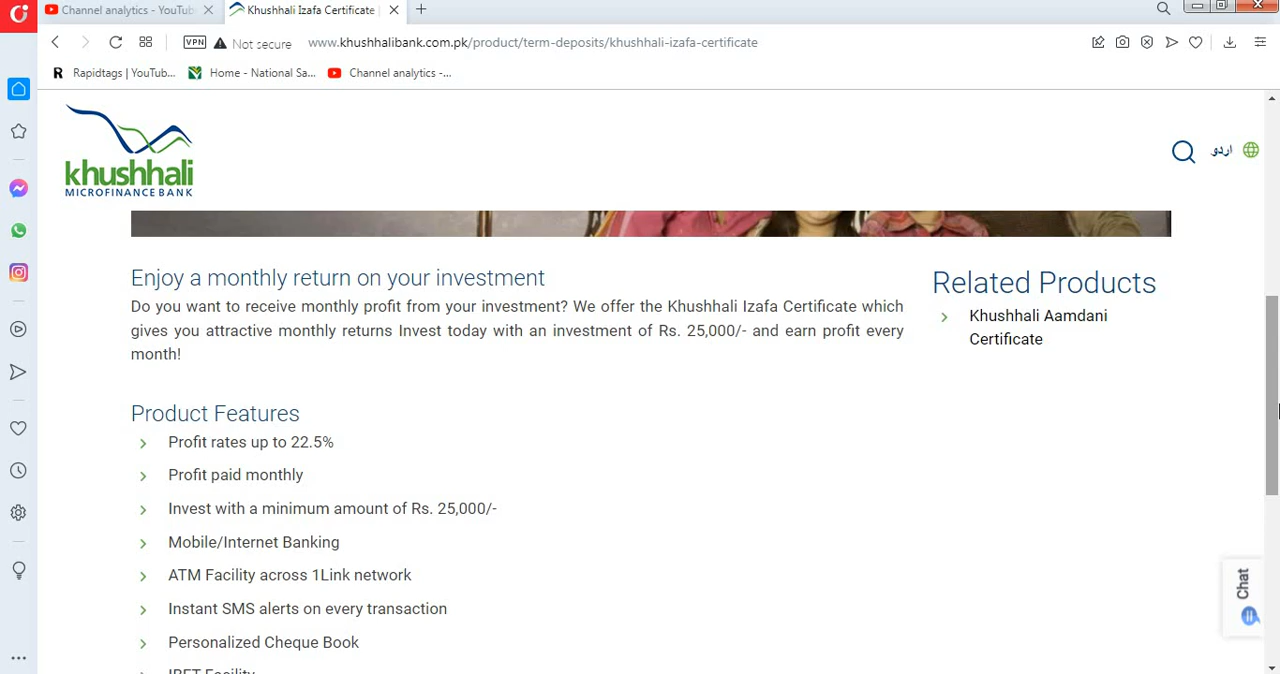 Channel analytics - YouTub
Khushhali Izafa Certificate
VPN
Not secure
www.khushhalibank.com.pk/product/term-deposits/khushhali-izafa-certificate
R
Rapidtags | YouTub...
Home - National Sa...
Channel analytics -...
khushhali
MICROFINANCE BANK
اردو
Enjoy a monthly return on your investment
Do you want to receive monthly profit from your investment? We offer the Khushhali Izafa Certificate which
gives you attractive monthly returns Invest today with an investment of Rs. 25,000/- and earn profit every
month!
Related Products
Khushhali Aamdani
Certificate
Product Features
Profit rates up to 22.5%
Profit paid monthly
Invest with a minimum amount of Rs. 25,000/-
Mobile/Internet Banking
ATM Facility across 1Link network
Instant SMS alerts on every transaction
Personalized Cheque Book
Chat